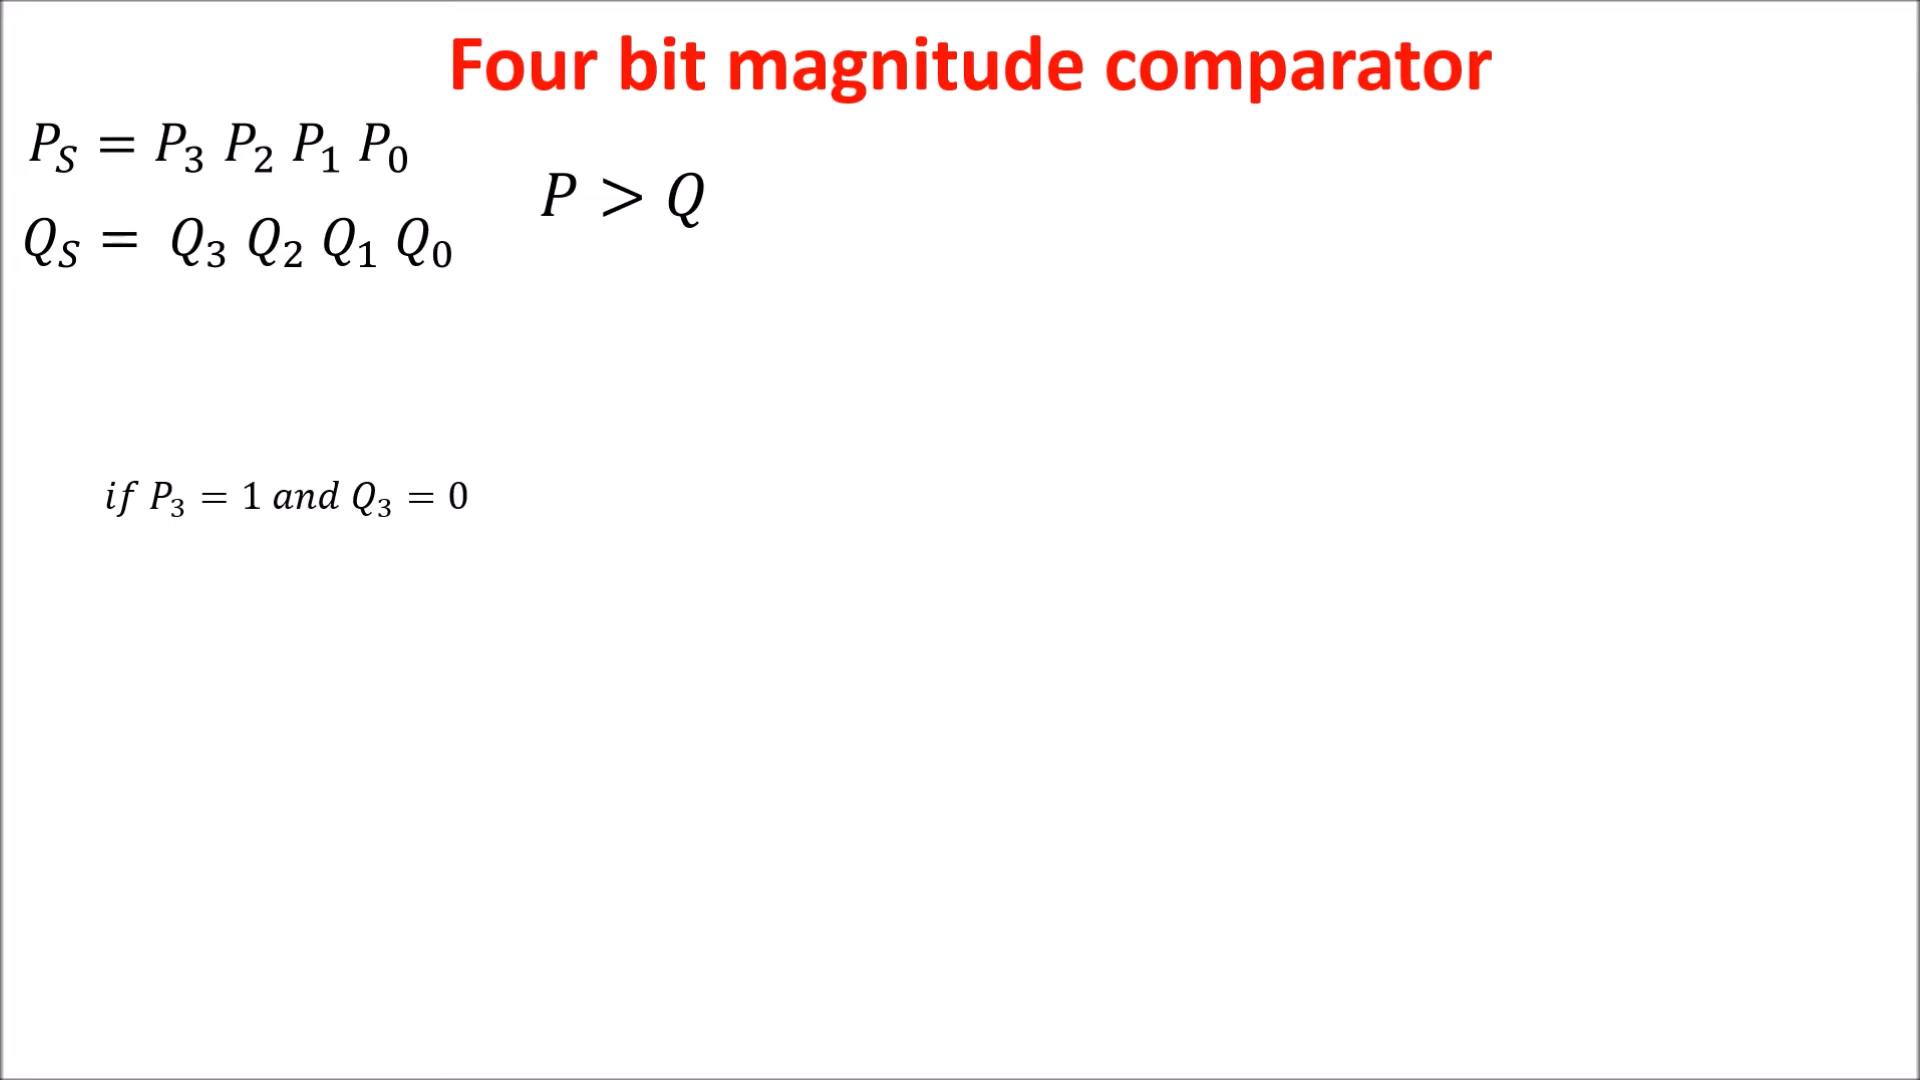 Four bit magnitude comparator
P_S = P_3 P_2 P_1 P_0
P > Q
Q_S = Q_3 Q_2 Q_1 Q_0
if P_3 = 1 and Q_3 = 0